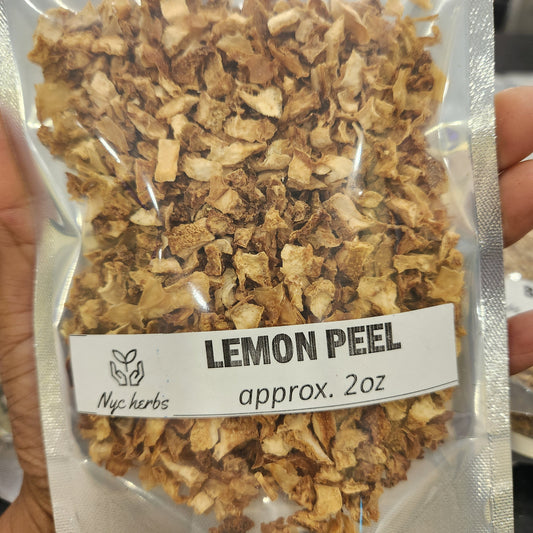 LEMON PEEL
approx. 2oz
Nyc herbs